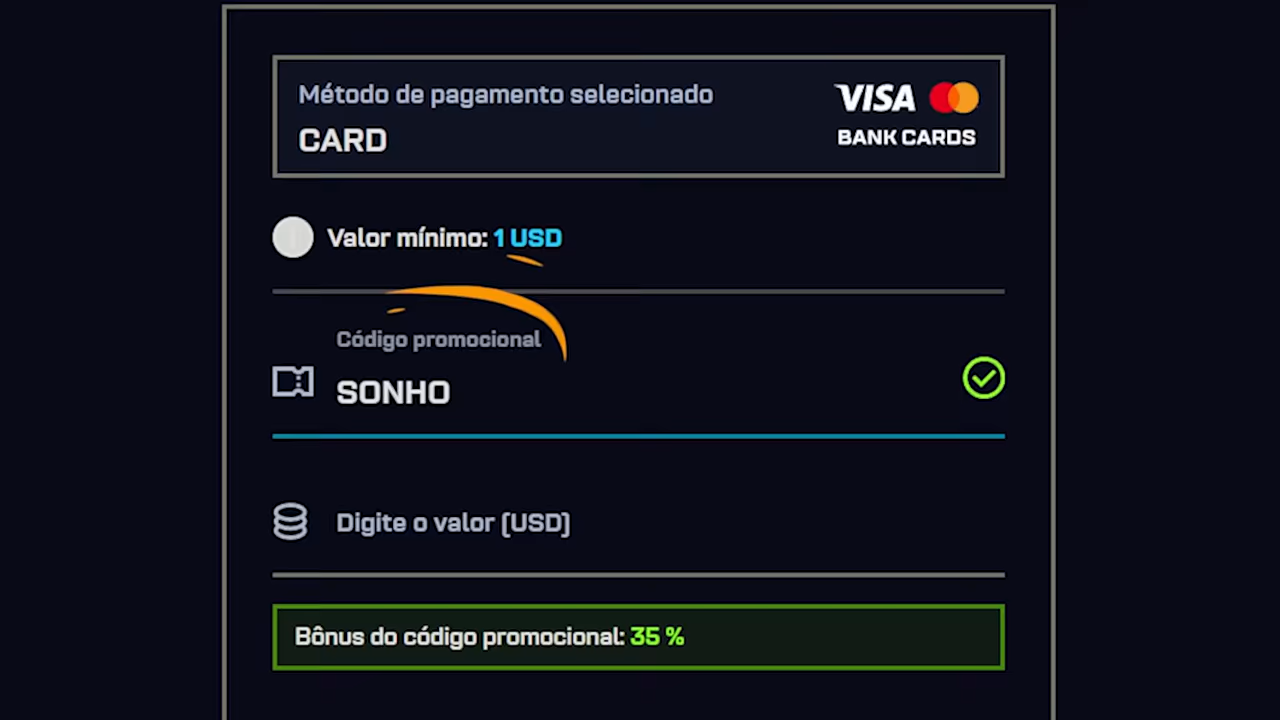 Método de pagamento selecionado
CARD
VISA
BANK CARDS
Valor mínimo: 1 USD
Código promocional
SONHO
Digite o valor (USD)
Bônus do código promocional: 35 %